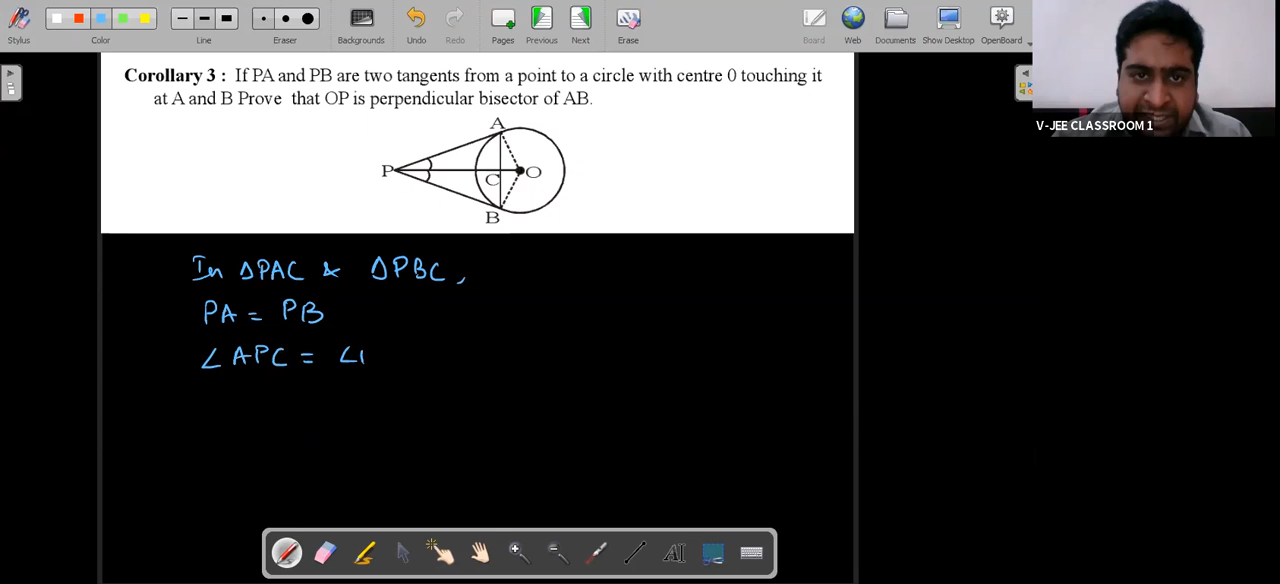 Stylus Color Line Eraser Backgrounds Undo Redo Pages Previous Next Erase Board Web Documents Show Desktop OpenBoard
Corollary 3 : If PA and PB are two tangents from a point to a circle with centre 0 touching it
at A and B Prove that OP is perpendicular bisector of AB.
A
P
C
O
B
In ΔPAC & ΔPBC,
PA = PB
∠APC = ∠
V-JEE CLASSROOM 1
AI